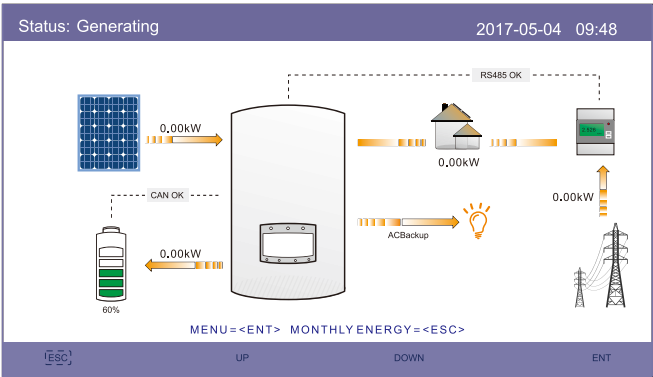 Status: Generating
2017-05-04 09:48
RS485 OK
0.00kW
0.00kW
CAN OK
0.00kW
ACBackup
0.00kW
60%
MENU=<ENT> MONTHLY ENERGY=<ESC>
ESC UP DOWN ENT